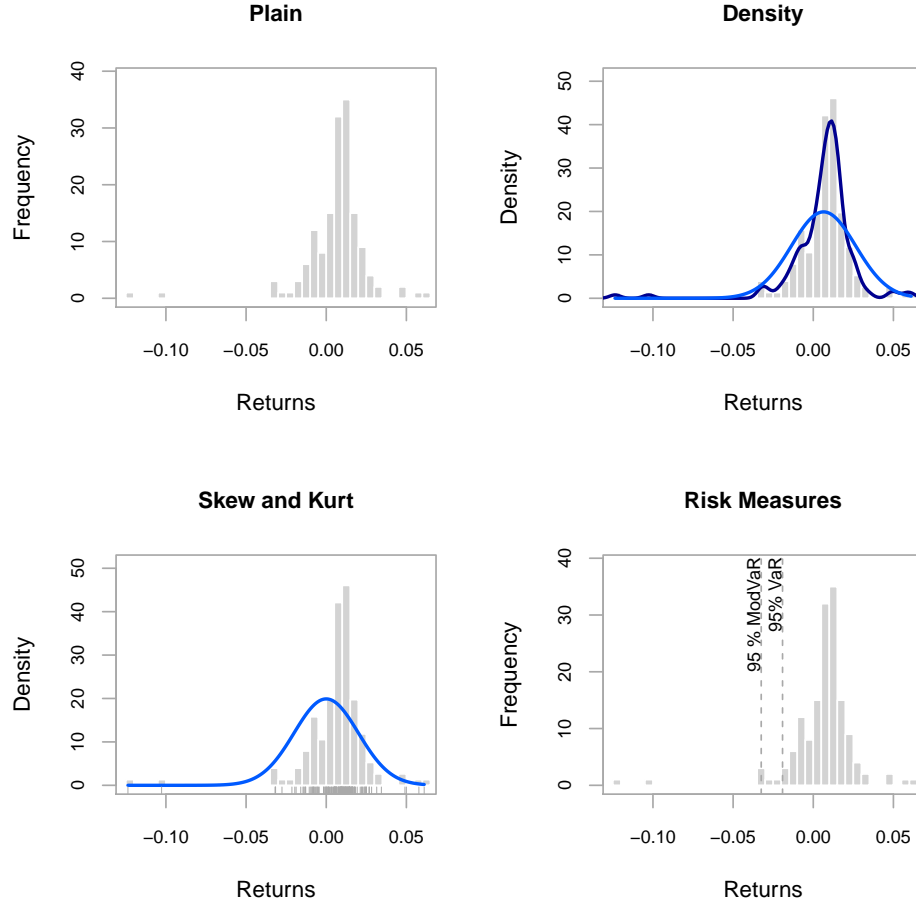 Plain
Frequency
40
30
20
10
0
−0.10
−0.05
0.00
0.05
Returns
Density
Density
50
40
30
20
10
0
−0.10
−0.05
0.00
0.05
Returns
Skew and Kurt
Density
50
40
30
20
10
0
−0.10
−0.05
0.00
0.05
Returns
Risk Measures
Frequency
40
30
20
10
0
95 % ModVaR
95% VaR
−0.10
−0.05
0.00
0.05
Returns